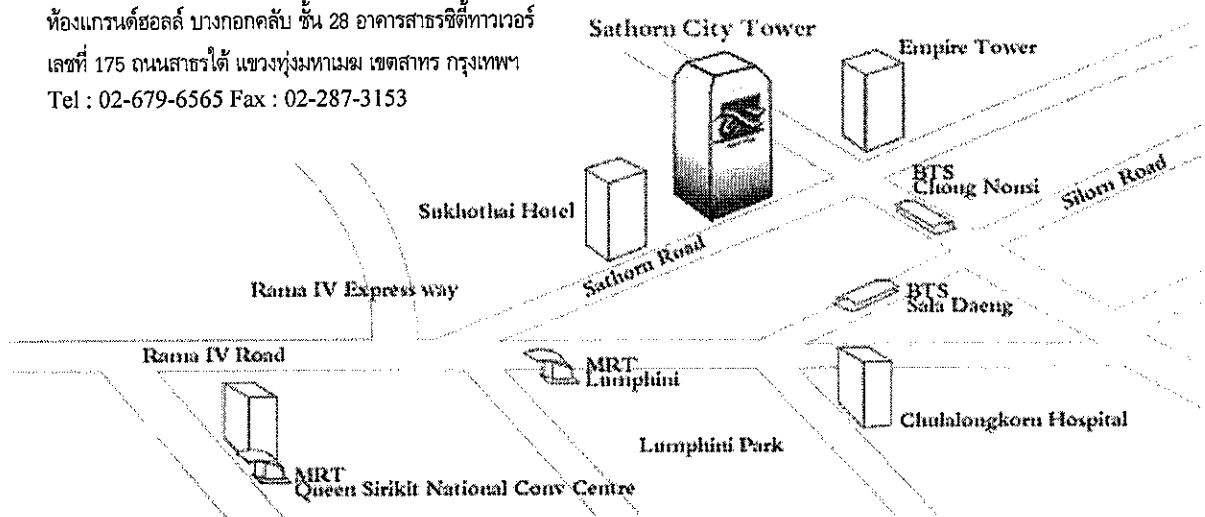 ห้องแกรนด์ฮอลล์ บางกอกคลับ ชั้น 28 อาคารสาธรซิตี้ทาวเวอร์
เลขที่ 175 ถนนสาธรใต้ แขวงทุ่งมหาเมฆ เขตสาทร กรุงเทพฯ
Tel : 02-679-6565 Fax : 02-287-3153
Sathorn City Tower
Empire Tower
BTS
Chong Nonsi
Silom Road
Sukhothai Hotel
Sathorn Road
Rama IV Express way
BTS
Sala Daeng
Rama IV Road
MRT
Lumphini
Chulalongkorn Hospital
Lumphini Park
MRT
Queen Sirikit National Conv Centre